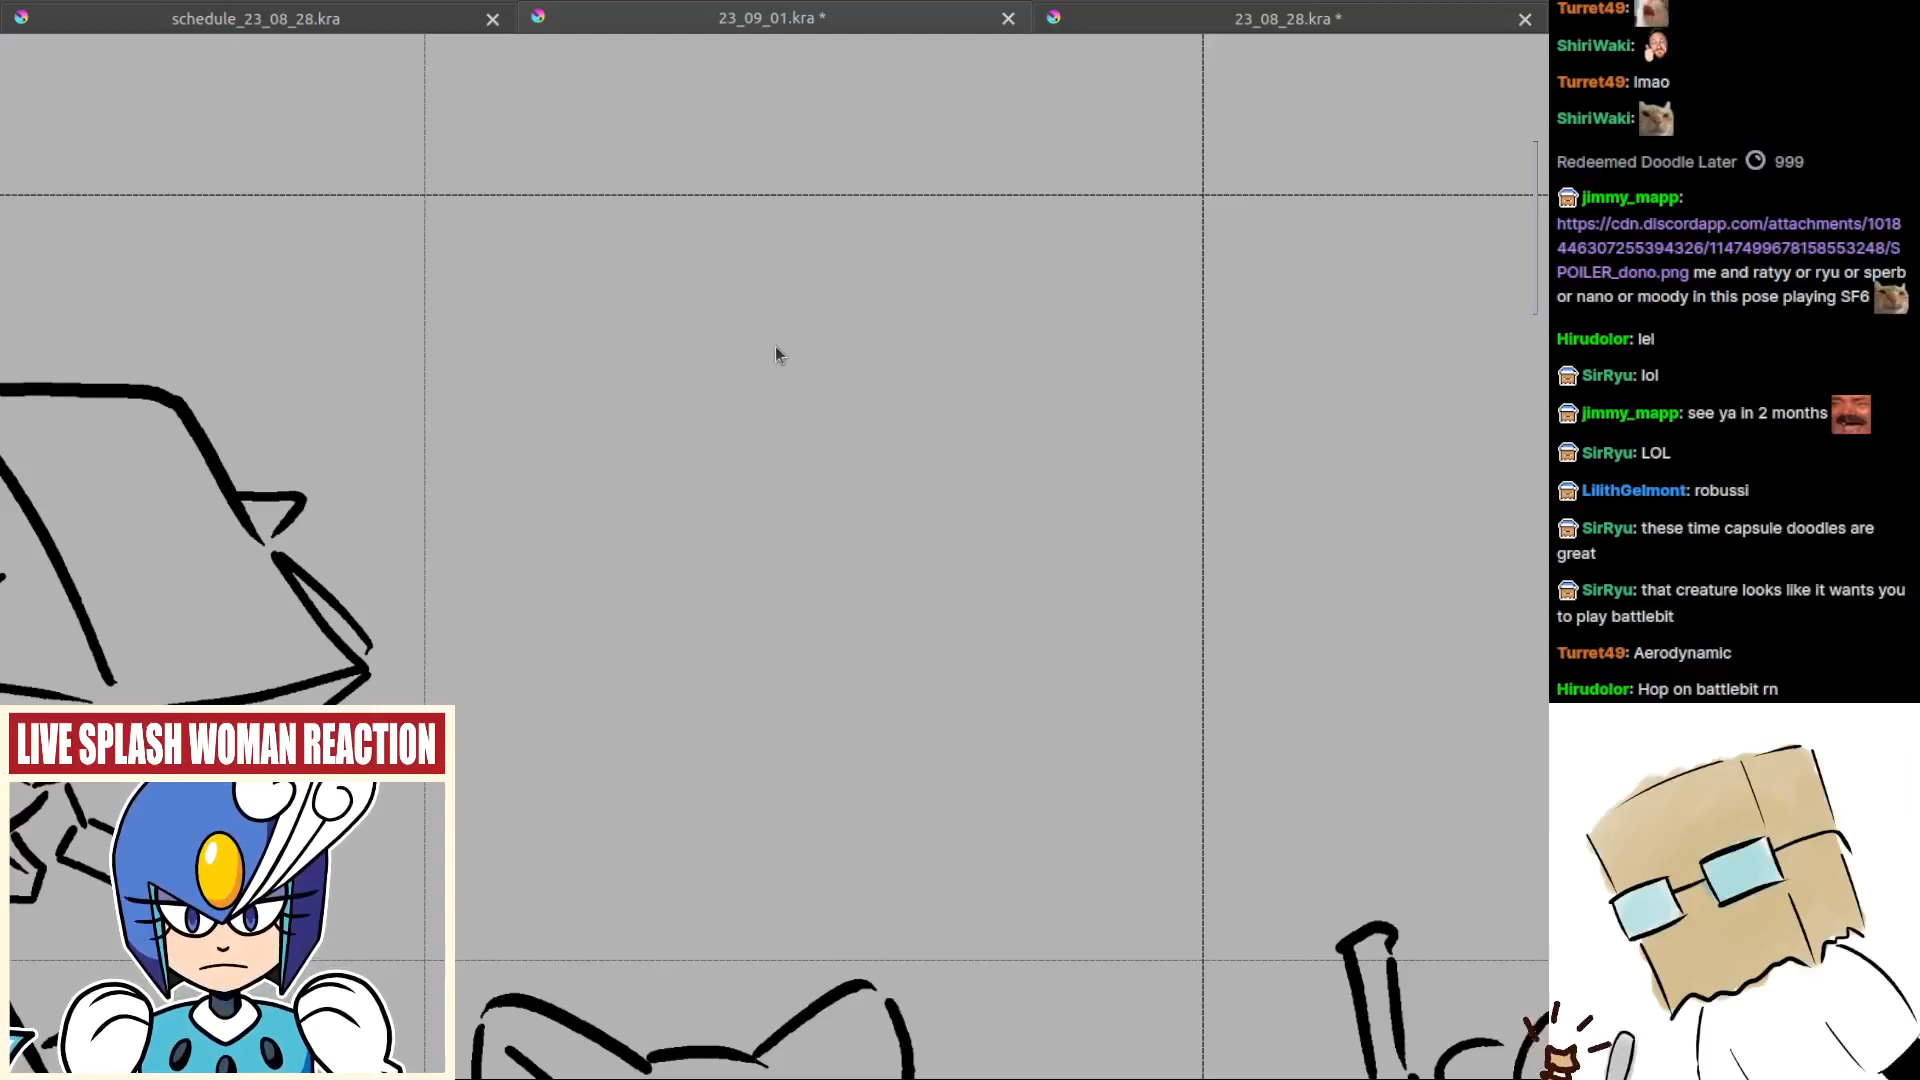 schedule_23_08_28.kra
23_09_01.kra *
23_08_28.kra *
Turret49:
ShiriWaki:
Turret49: lmao
ShiriWaki:
Redeemed Doodle Later 999
jimmy_mapp:
https://cdn.discordapp.com/attachments/1018
446307255394326/1147499678158553248/S
POILER_dono.png me and ratyy or ryu or sperb
or nano or moody in this pose playing SF6
Hirudolor: lel
SirRyu: lol
jimmy_mapp: see ya in 2 months
SirRyu: LOL
LilithGelmont: robussi
SirRyu: these time capsule doodles are
great
SirRyu: that creature looks like it wants you
to play battlebit
Turret49: Aerodynamic
Hirudolor: Hop on battlebit rn
LIVE SPLASH WOMAN REACTION